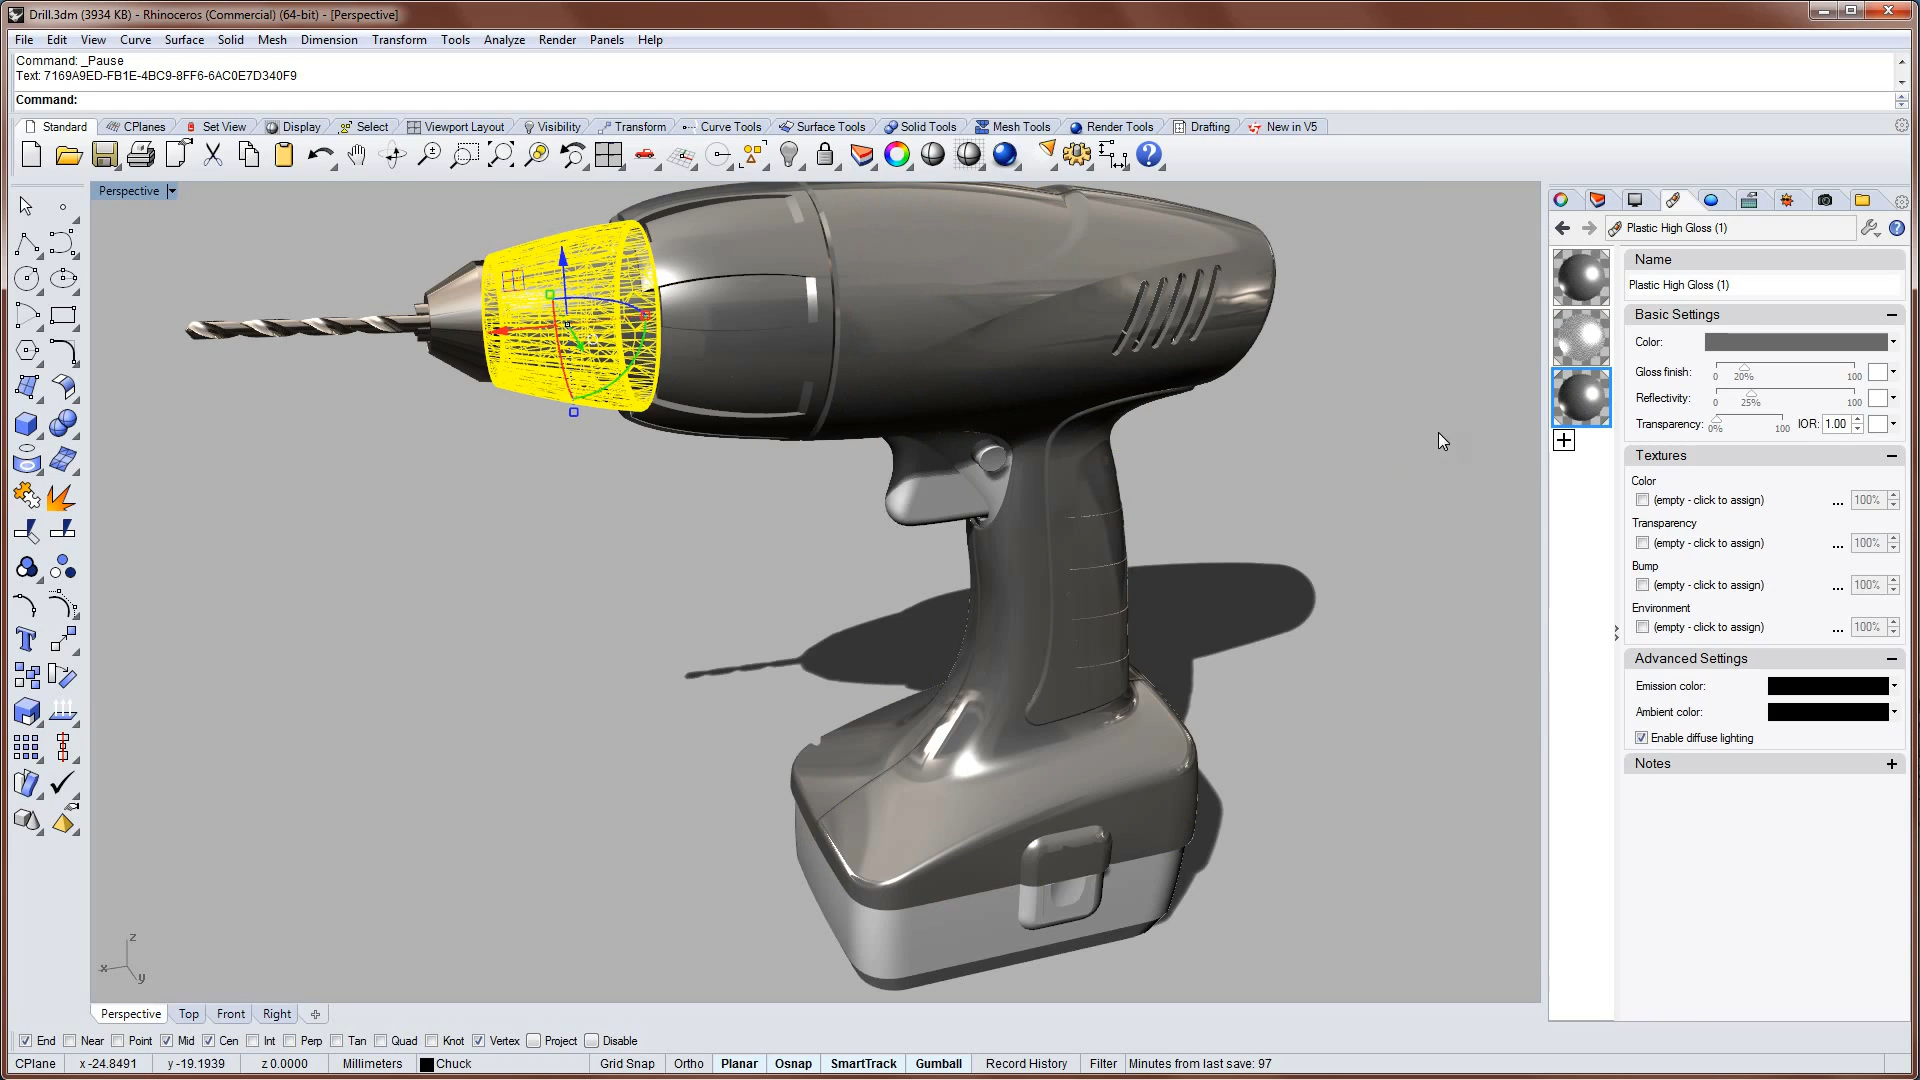 Drill.3dm (3934 KB) - Rhinoceros (Commercial) (64-bit) - [Perspective]
File Edit View Curve Surface Solid Mesh Dimension Transform Tools Analyze Render Panels Help
Command: _Pause
Text: 7169A9ED-FB1E-4BC9-8FF6-6AC0E7D340F9
Command:
Standard CPlanes Set View Display Select Viewport Layout Visibility Transform Curve Tools Surface Tools Solid Tools Mesh Tools Render Tools Drafting New in V5
Perspective
Plastic High Gloss (1)
Name
Plastic High Gloss (1)
Basic Settings
Color:
Gloss finish: 0 20% 100
Reflectivity: 0 25% 100
Transparency: 0% 100 IOR: 1.00
Textures
Color
(empty - click to assign) ... 100%
Transparency
(empty - click to assign) ... 100%
Bump
(empty - click to assign) ... 100%
Environment
(empty - click to assign) ... 100%
Advanced Settings
Emission color:
Ambient color:
Enable diffuse lighting
Notes
z
x
y
Perspective Top Front Right
End Near Point Mid Cen Int Perp Tan Quad Knot Vertex Project Disable
CPlane x -24.8491 y -19.1939 z 0.0000 Millimeters Chuck Grid Snap Ortho Planar Osnap SmartTrack Gumball Record History Filter Minutes from last save: 97